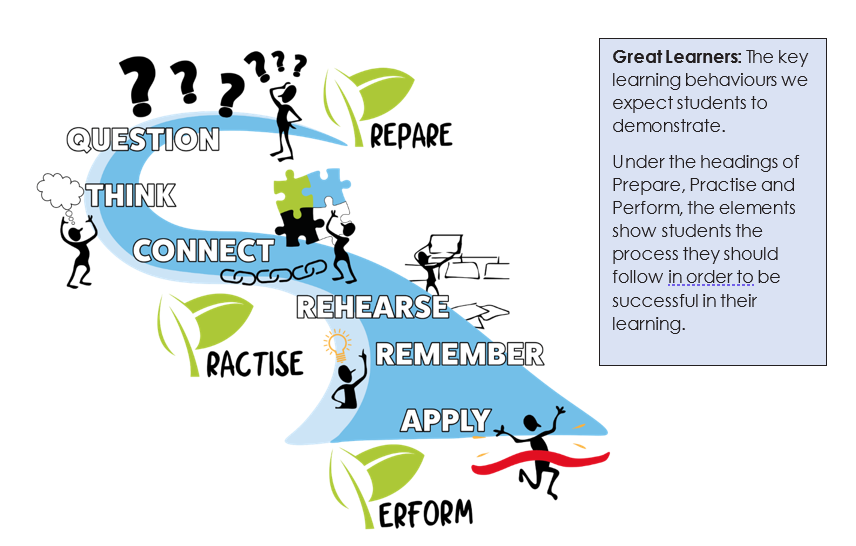 ? ? ? ? ? ?
QUESTION
REPARE
THINK
CONNECT
REHEARSE
RACTISE
REMEMBER
APPLY
ERFORM
Great Learners: The key
learning behaviours we
expect students to
demonstrate.
Under the headings of
Prepare, Practise and
Perform, the elements
show students the
process they should
follow in order to be
successful in their
learning.